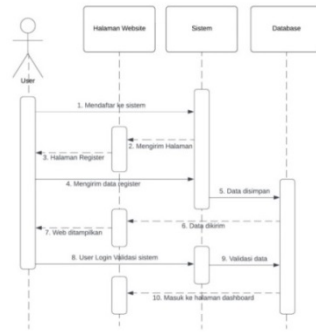 Halaman Website
Sistem
Database
User
1. Mendaftar ke sistem
2. Mengirim Halaman
3. Halaman Register
4. Mengirim data register
5. Data disimpan
6. Data dikirim
7. Web ditampilkan
8. User Login Validasi sistem
9. Validasi data
10. Masuk ke halaman dashboard